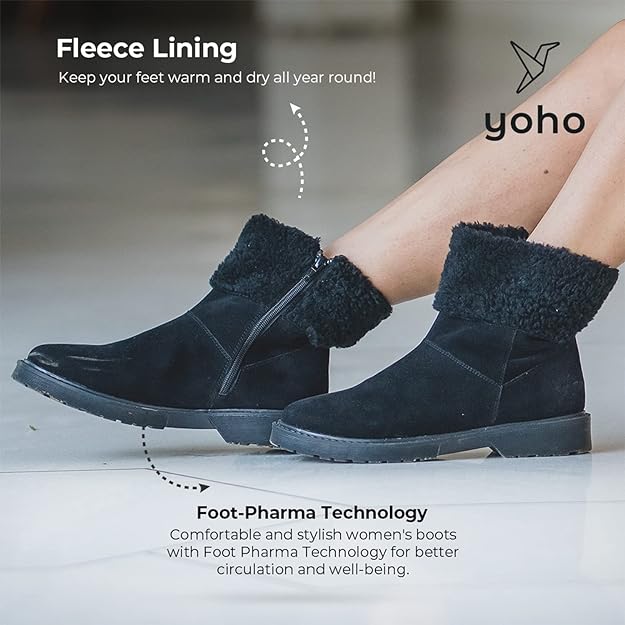 Fleece Lining
Keep your feet warm and dry all year round!
yoho
Foot-Pharma Technology
Comfortable and stylish women's boots
with Foot Pharma Technology for better
circulation and well-being.